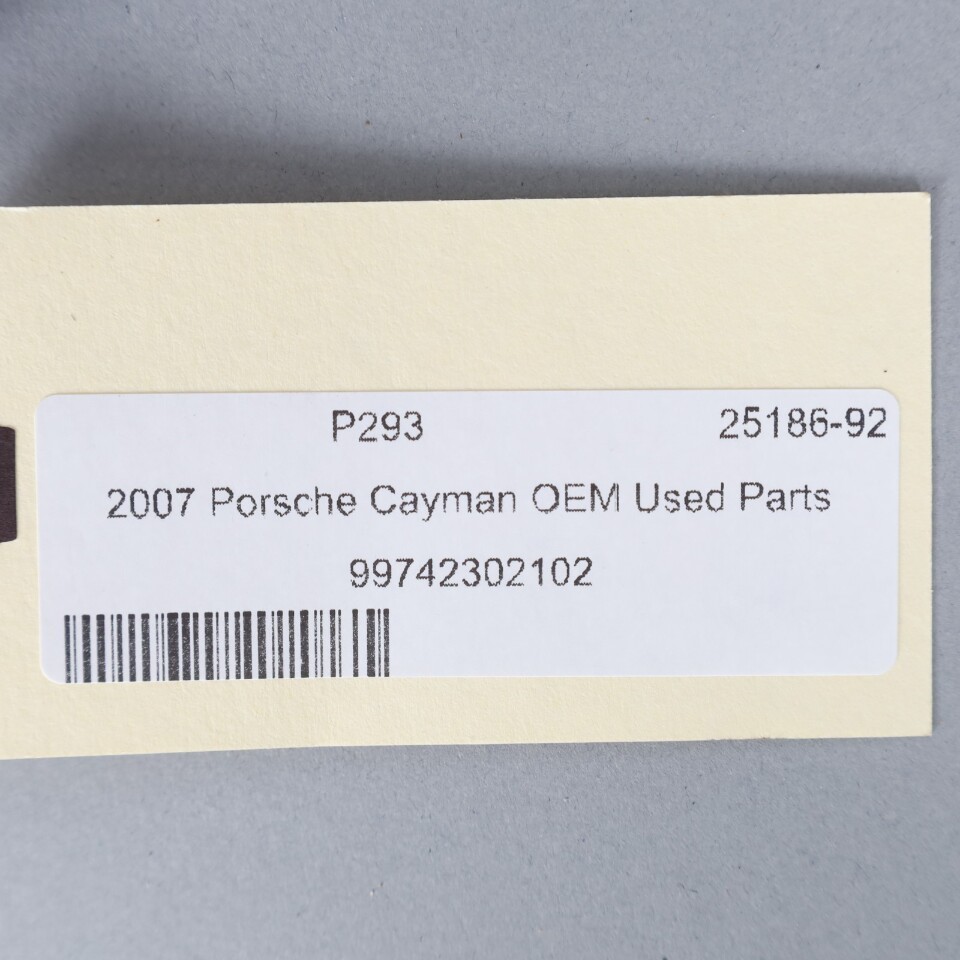 P293 25186-92
2007 Porsche Cayman OEM Used Parts
99742302102